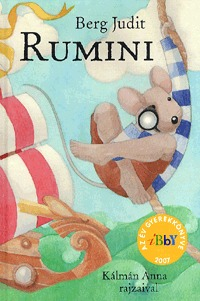 Berg Judit
RUMINI
AZ ÉV GYEREKKÖNYVE
IBbY
2007
Kálmán Anna
rajzaival